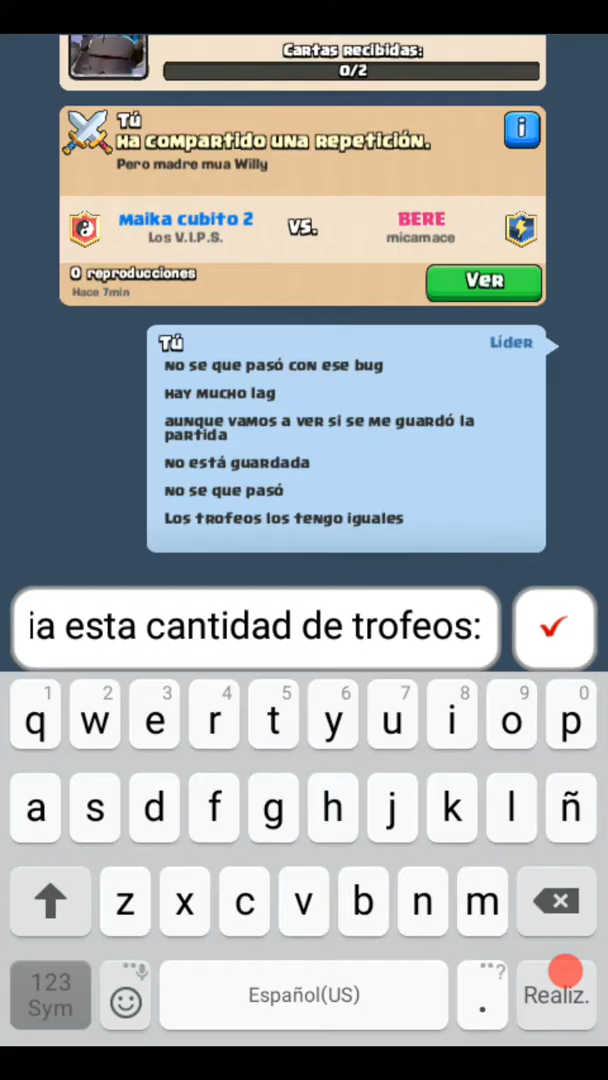 Cartas recibidas:
0/2
Tú
Ha compartido una repetición.
Pero madre mua Willy
i
maika cubito 2
Los V.I.P.S.
VS.
BERE
micamace
0 reproducciones
Hace 7min
Ver
Tú
Líder
No se que pasó con ese bug
Hay mucho lag
aunque vamos a ver si se me guardó la
partida
No está guardada
No se que pasó
Los trofeos los tengo iguales
ia esta cantidad de trofeos:
1 2 3 4 5 6 7 8 9 0
q w e r t y u i o p
a s d f g h j k l ñ
z x c v b n m
123
Sym
Español(US)
?
.
Realiz.